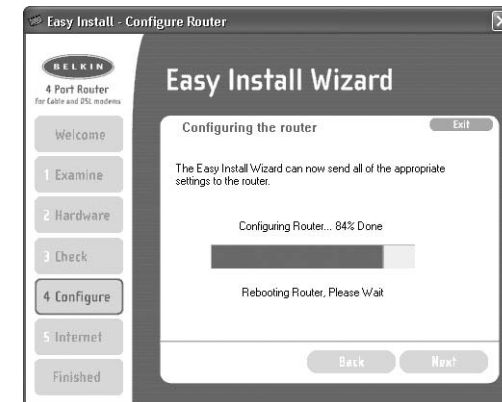 Easy Install - Configure Router
BELKIN
4 Port Router
For Cable and DSL modems
Easy Install Wizard
Welcome
1 Examine
2 Hardware
3 Check
4 Configure
5 Internet
Finished
Configuring the router
Exit
The Easy Install Wizard can now send all of the appropriate
settings to the router.
Configuring Router... 84% Done
Rebooting Router, Please Wait
Back
Next